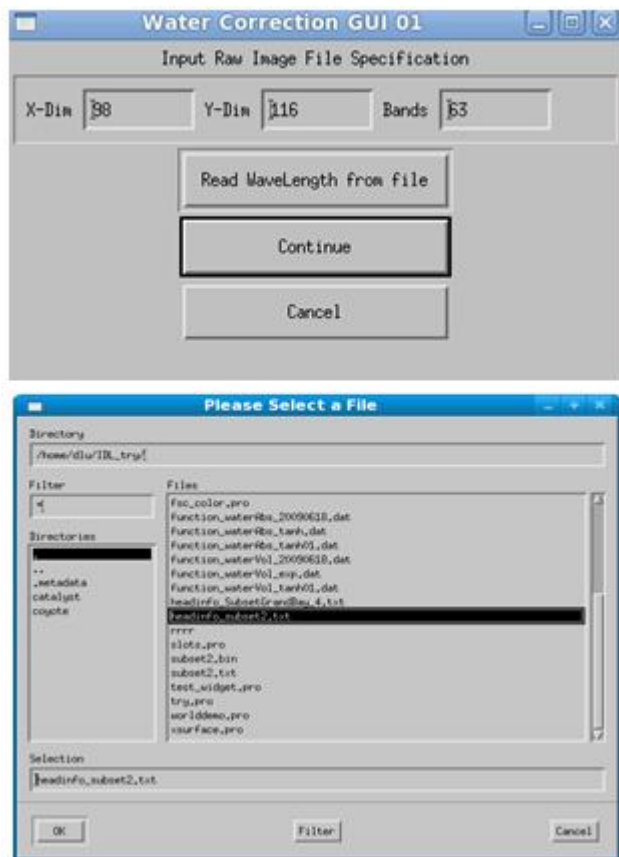 Water Correction GUI 01
Input Raw Image File Specification
X-Dim 98 Y-Dim 116 Bands 63
Read WaveLength from file
Continue
Cancel
Please Select a File
Directory
/home/dlw/IDL_try/
Filter Files
*
fsc_color.pro
function_waterAbs_20090618.dat
function_waterAbs_tanh.dat
Directories
function_waterAbs_tanh01.dat
.
function_waterVol_20090618.dat
..
function_waterVol_exp.dat
.metadata
function_waterVol_tanh01.dat
catalyst
headinfo_SubsetGrandBay_4.txt
coyote
headinfo_subset2.txt
rrrr
slots.pro
subset2.bin
subset2.txt
test_widget.pro
try.pro
worlddemo.pro
xsurface.pro
Selection
headinfo_subset2.txt
OK Filter Cancel